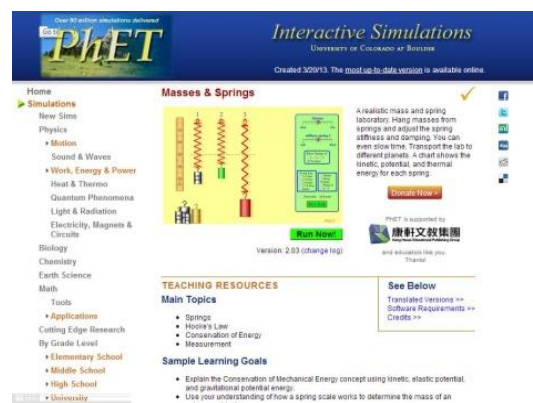 Over 90 million simulations delivered
PhET
Interactive Simulations
University of Colorado at Boulder
Created 3/20/13. The most up-to-date version is available online.
Home
Simulations
New Sims
Physics
Motion
Sound & Waves
Work, Energy & Power
Heat & Thermo
Quantum Phenomena
Light & Radiation
Electricity, Magnets &
Circuits
Biology
Chemistry
Earth Science
Math
Tools
Applications
Cutting Edge Research
By Grade Level
Elementary School
Middle School
High School
University
Masses & Springs
1 2 3
Run Now!
Version: 2.03 (change log)
A realistic mass and spring
laboratory. Hang masses from
springs and adjust the spring
stiffness and damping. You can
even slow time. Transport the lab to
different planets. A chart shows the
kinetic, potential, and thermal
energy for each spring.
Donate Now
PhET is supported by
康軒文教集團
Kang Hsuan Educational Publishing Group
and educators like you.
Thanks!
TEACHING RESOURCES
Main Topics
Springs
Hooke's Law
Conservation of Energy
Measurement
See Below
Translated Versions >>
Software Requirements >>
Credits >>
Sample Learning Goals
Explain the Conservation of Mechanical Energy concept using kinetic, elastic potential,
and gravitational potential energy.
Use your understanding of how a spring scale works to determine the mass of an